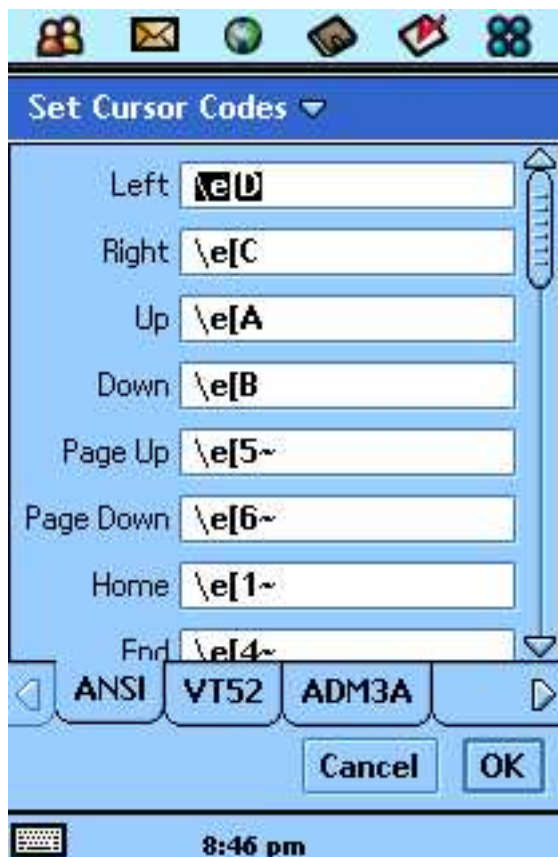 Set Cursor Codes
Left \e[D
Right \e[C
Up \e[A
Down \e[B
Page Up \e[5~
Page Down \e[6~
Home \e[1~
End \e[4~
ANSI VT52 ADM3A
Cancel OK
8:46 pm